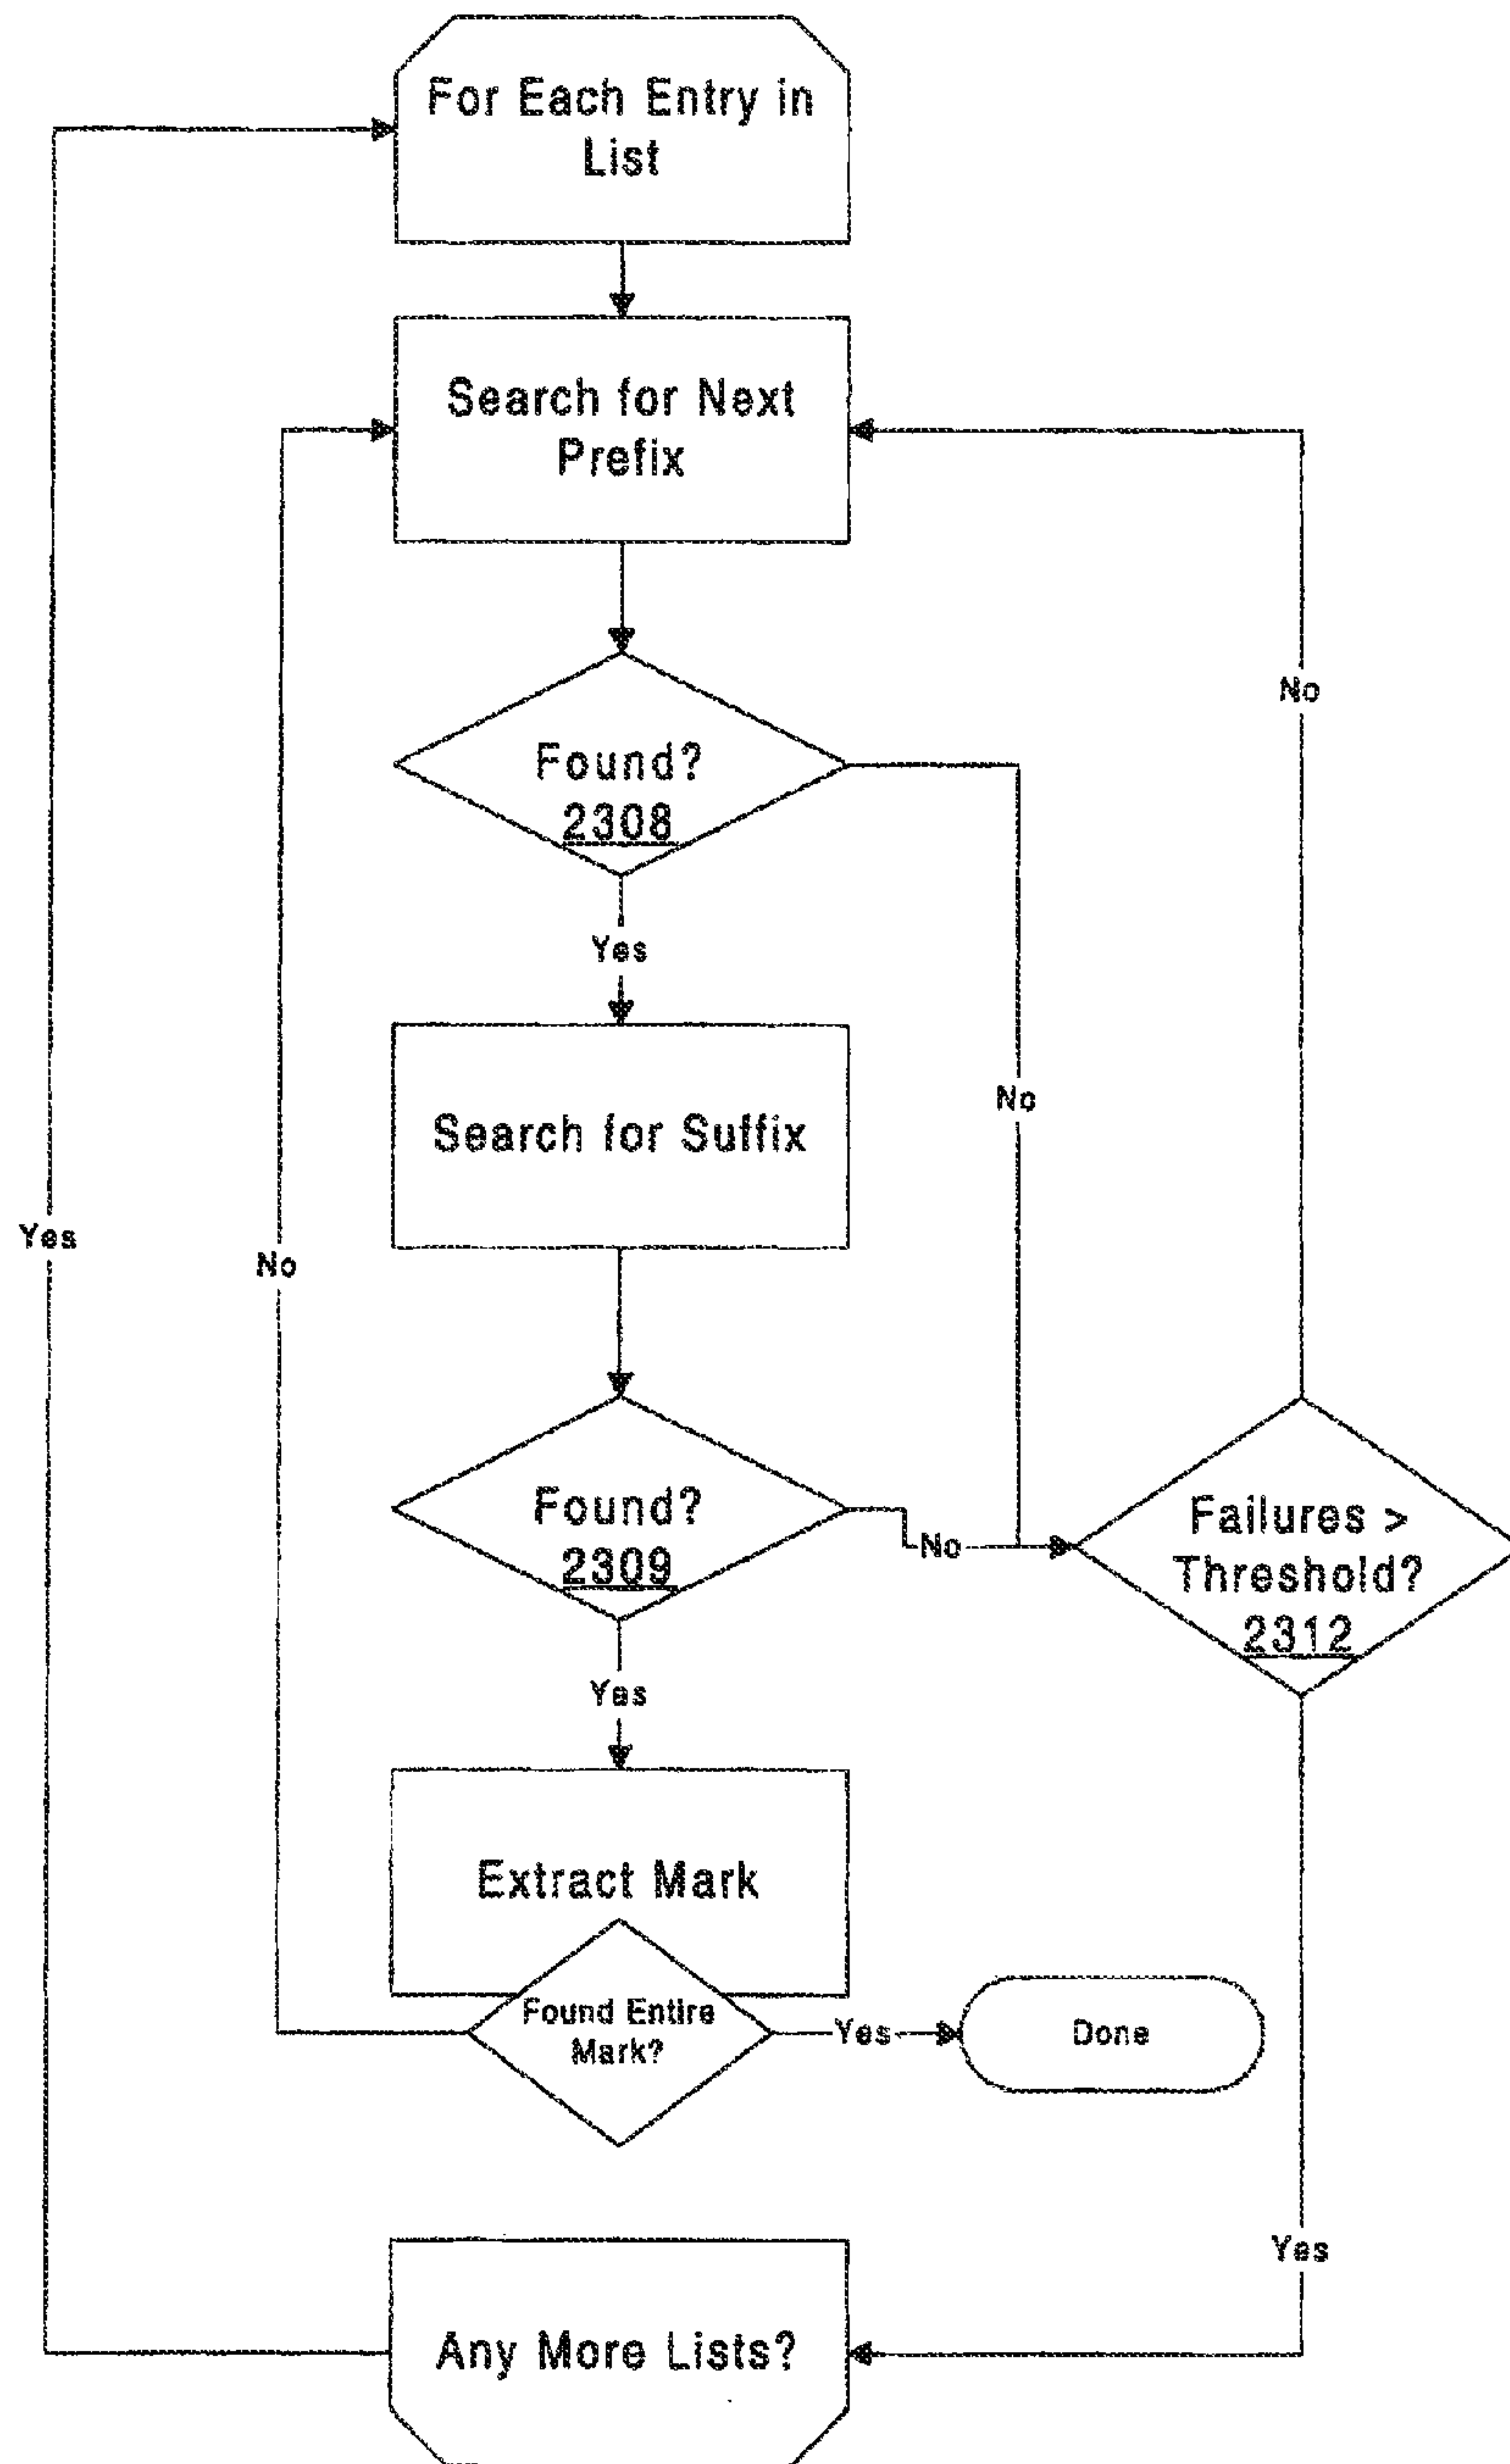 For Each Entry in
List
Search for Next
Prefix
No
Found?
2308
Yes
No
Search for Suffix
Yes
No
Found?
2309
No
Failures >
Threshold?
2312
Yes
Extract Mark
Found Entire
Mark?
Yes
Done
Yes
Any More Lists?